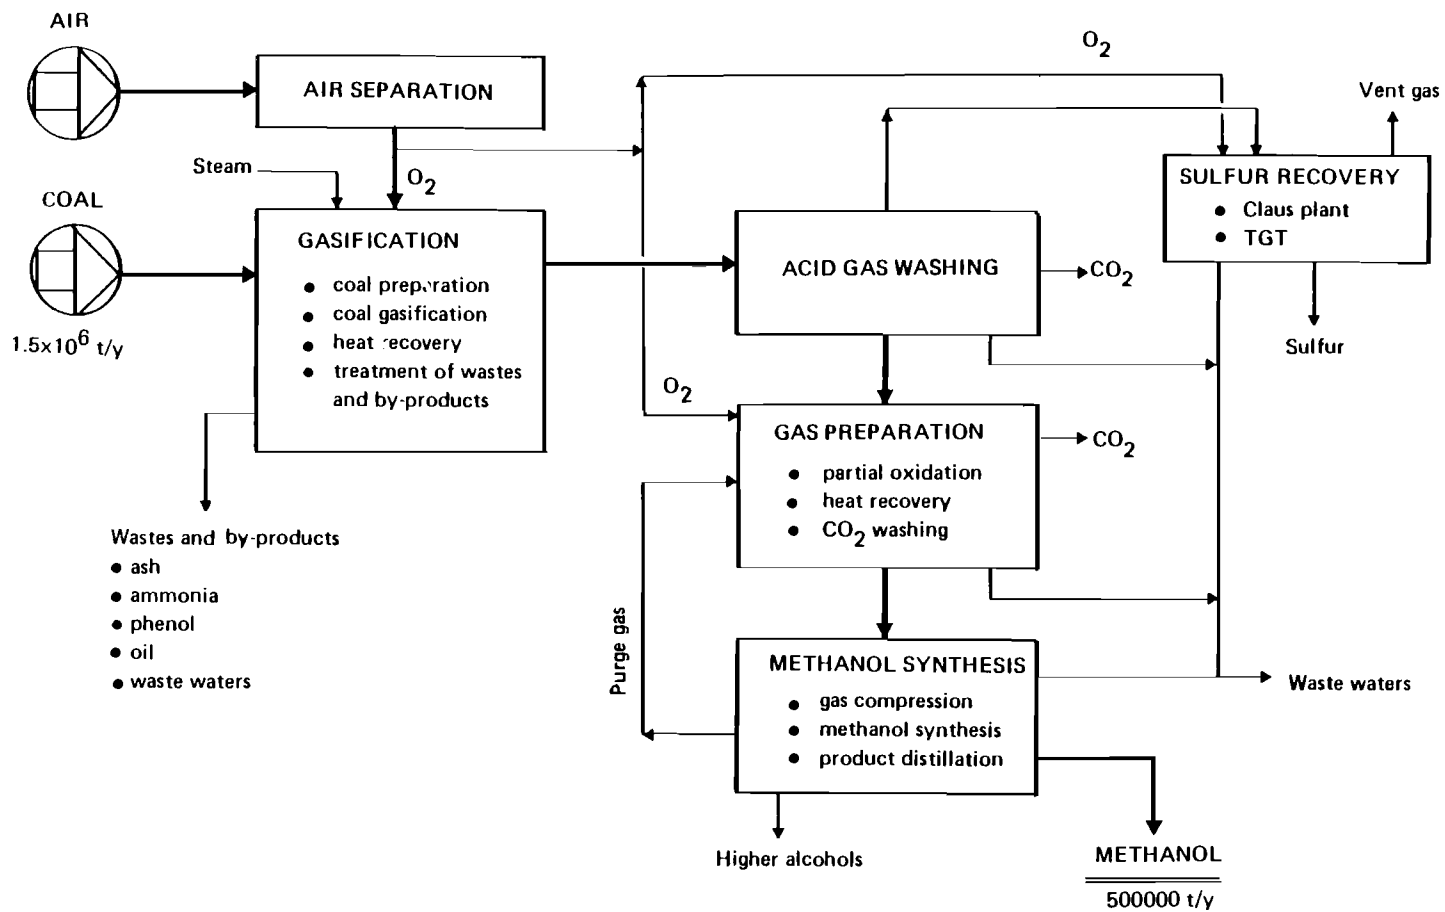 AIR
AIR SEPARATION
O2
Vent gas
Steam
O2
COAL
1.5x10^6 t/y
GASIFICATION
• coal preparation
• coal gasification
• heat recovery
• treatment of wastes
and by-products
ACID GAS WASHING
CO2
SULFUR RECOVERY
• Claus plant
• TGT
Sulfur
O2
GAS PREPARATION
• partial oxidation
• heat recovery
• CO2 washing
CO2
Wastes and by-products
• ash
• ammonia
• phenol
• oil
• waste waters
Purge gas
METHANOL SYNTHESIS
• gas compression
• methanol synthesis
• product distillation
Waste waters
Higher alcohols
METHANOL
500000 t/y